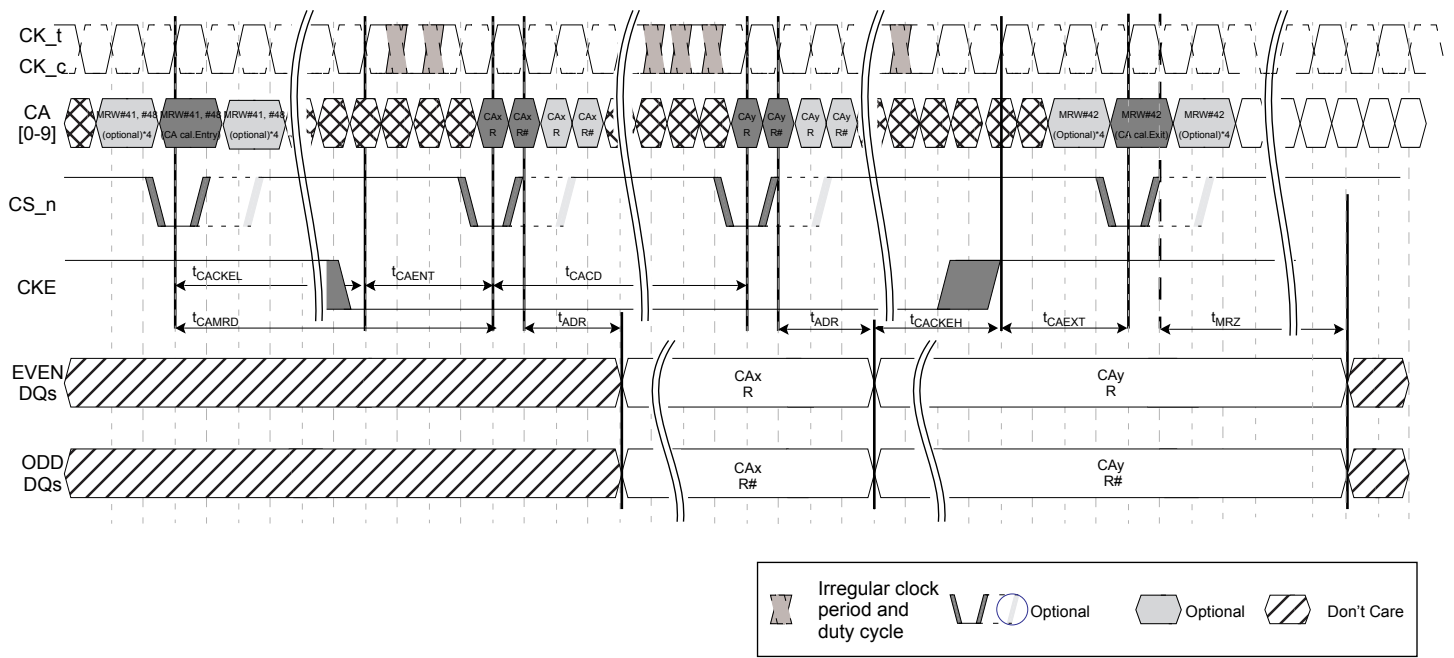 CK_t
CK_c
CA
[0-9]
MRW#41, #48
(optional)*4
MRW#41, #48
(CA cal.Entry)
MRW#41, #48
(optional)*4
CAx
R
CAx
R#
CAx
R
CAx
R#
CAy
R
CAy
R#
CAy
R
CAy
R#
MRW#42
(Optional)*4
MRW#42
(CA cal.Exit)
MRW#42
(Optional)*4
CS_n
CKE
tCACKEL
tCAENT
tCACD
tCAMRD
tADR
tADR
tCACKEH
tCAEXT
tMRZ
EVEN
DQs
CAx
R
CAy
R
ODD
DQs
CAx
R#
CAy
R#
Irregular clock
period and
duty cycle
Optional
Optional
Don't Care